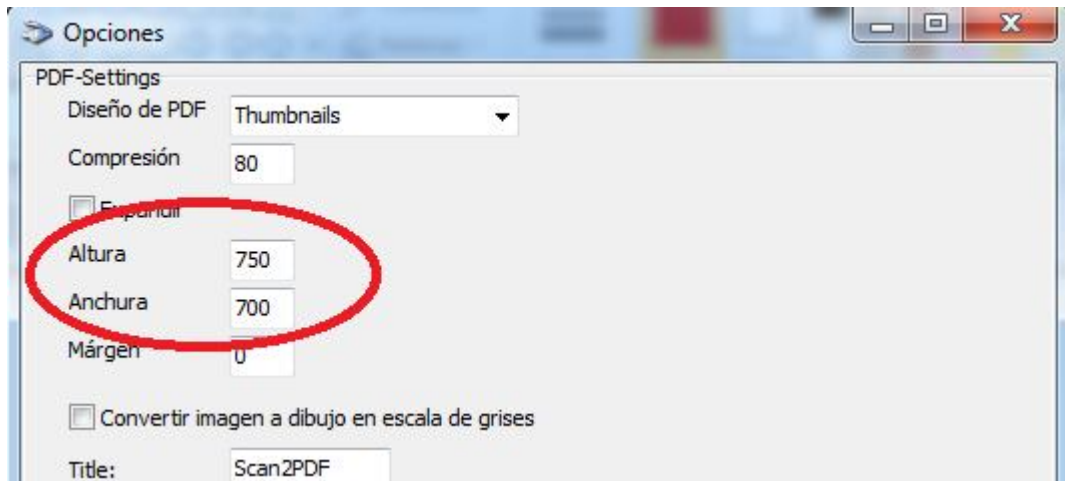 Opciones
PDF-Settings
Diseño de PDF Thumbnails
Compresión 80
Expandir
Altura 750
Anchura 700
Márgen 0
Convertir imagen a dibujo en escala de grises
Title: Scan2PDF